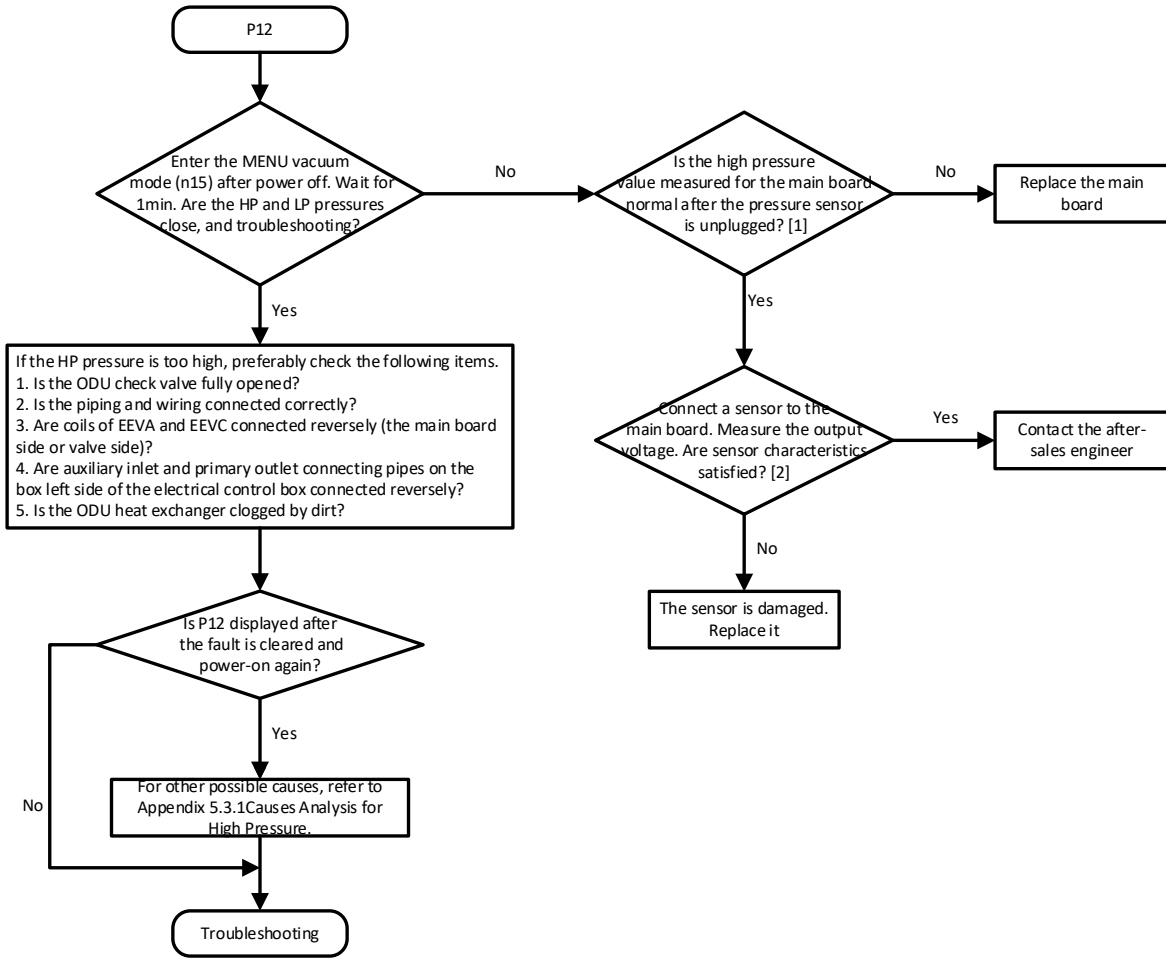 P12
Enter the MENU vacuum
mode (n15) after power off. Wait for
1min. Are the HP and LP pressures
close, and troubleshooting?
No
Is the high pressure
value measured for the main board
normal after the pressure sensor
is unplugged? [1]
No
Replace the main
board
Yes
Yes
If the HP pressure is too high, preferably check the following items.
1. Is the ODU check valve fully opened?
2. Is the piping and wiring connected correctly?
3. Are coils of EEVA and EEVC connected reversely (the main board
side or valve side)?
4. Are auxiliary inlet and primary outlet connecting pipes on the
box left side of the electrical control box connected reversely?
5. Is the ODU heat exchanger clogged by dirt?
Connect a sensor to the
main board. Measure the output
voltage. Are sensor characteristics
satisfied? [2]
Yes
Contact the after-
sales engineer
No
The sensor is damaged.
Replace it
Is P12 displayed after
the fault is cleared and
power-on again?
Yes
No
For other possible causes, refer to
Appendix 5.3.1Causes Analysis for
High Pressure.
Troubleshooting